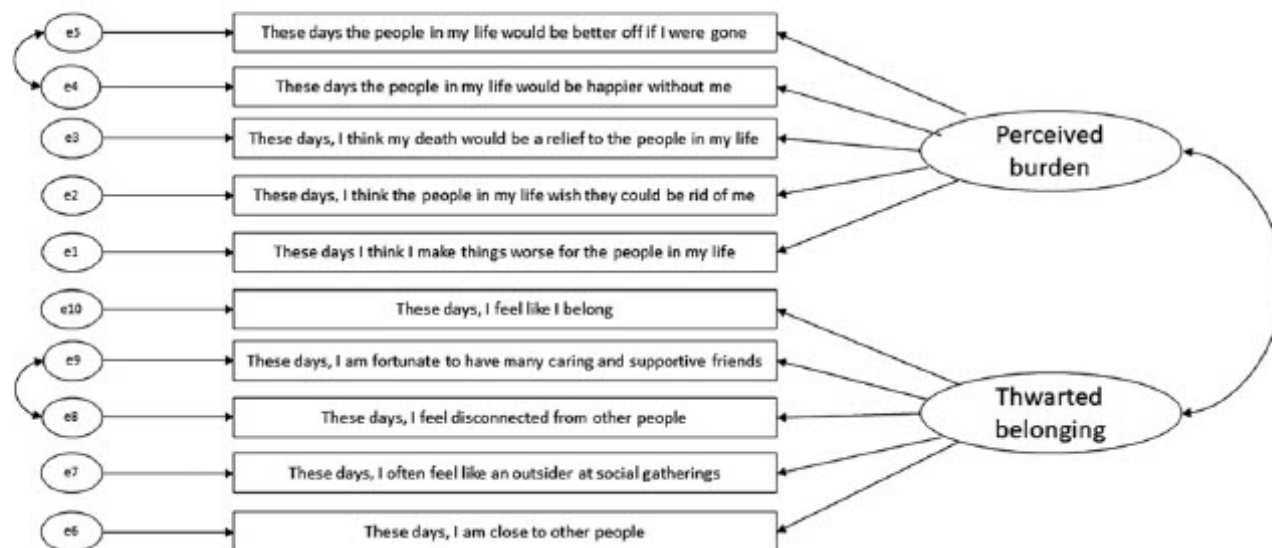 e5
These days the people in my life would be better off if I were gone
e4
These days the people in my life would be happier without me
e3
These days, I think my death would be a relief to the people in my life
Perceived
burden
e2
These days, I think the people in my life wish they could be rid of me
e1
These days I think I make things worse for the people in my life
e10
These days, I feel like I belong
e9
These days, I am fortunate to have many caring and supportive friends
e8
These days, I feel disconnected from other people
Thwarted
belonging
e7
These days, I often feel like an outsider at social gatherings
e6
These days, I am close to other people